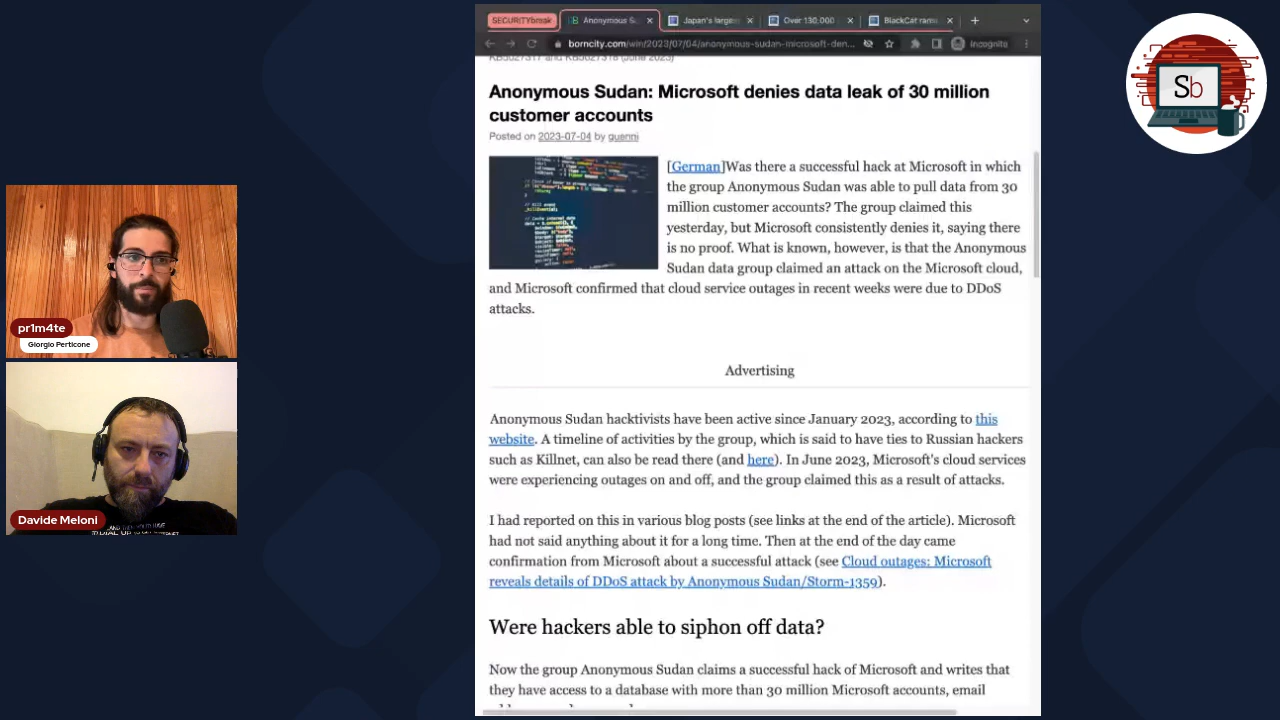 SECURITYbreak
Anonymous Su
Japan's larges
Over 130,000
BlackCat
borncity.com/win/2023/07/04/anonymous-sudan-microsoft-den...
Incognito
KB5027317 and KB5027318 (June 2023)
Anonymous Sudan: Microsoft denies data leak of 30 million
customer accounts
Posted on 2023-07-04 by guenni
[German]Was there a successful hack at Microsoft in which
the group Anonymous Sudan was able to pull data from 30
million customer accounts? The group claimed this
yesterday, but Microsoft consistently denies it, saying there
is no proof. What is known, however, is that the Anonymous
Sudan data group claimed an attack on the Microsoft cloud,
and Microsoft confirmed that cloud service outages in recent weeks were due to DDoS
attacks.
Advertising
Anonymous Sudan hacktivists have been active since January 2023, according to this
website. A timeline of activities by the group, which is said to have ties to Russian hackers
such as Killnet, can also be read there (and here). In June 2023, Microsoft's cloud services
were experiencing outages on and off, and the group claimed this as a result of attacks.
I had reported on this in various blog posts (see links at the end of the article). Microsoft
had not said anything about it for a long time. Then at the end of the day came
confirmation from Microsoft about a successful attack (see Cloud outages: Microsoft
reveals details of DDoS attack by Anonymous Sudan/Storm-1359).
Were hackers able to siphon off data?
Now the group Anonymous Sudan claims a successful hack of Microsoft and writes that
they have access to a database with more than 30 million Microsoft accounts, email
pr1m4te
Giorgio Perticone
Davide Meloni
Sb